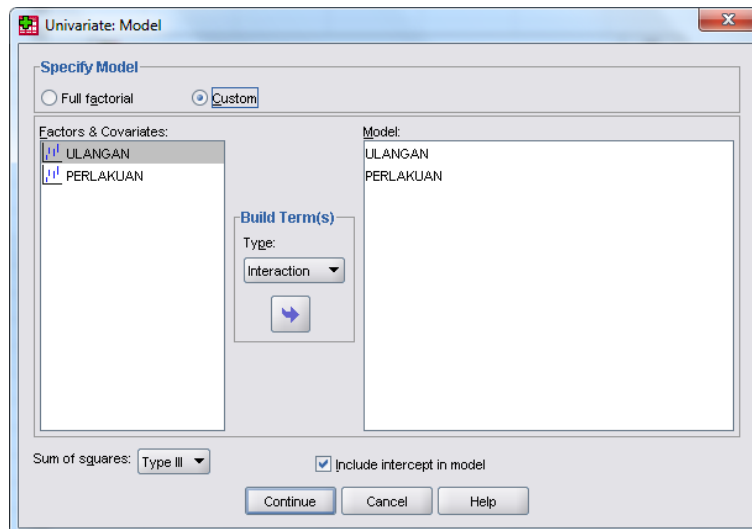 Univariate: Model
Specify Model
Full factorial
Custom
Factors & Covariates:
ULANGAN
PERLAKUAN
Build Term(s)
Type:
Interaction
Model:
ULANGAN
PERLAKUAN
Sum of squares:
Type III
Include intercept in model
Continue
Cancel
Help